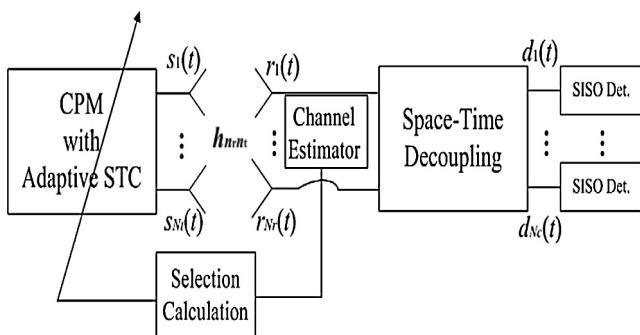 s1(t)
r1(t)
d1(t)
CPM
with
Adaptive STC
hnrnt
Channel
Estimator
Space-Time
Decoupling
SISO Det.
SISO Det.
sNt(t)
rNr(t)
dNc(t)
Selection
Calculation